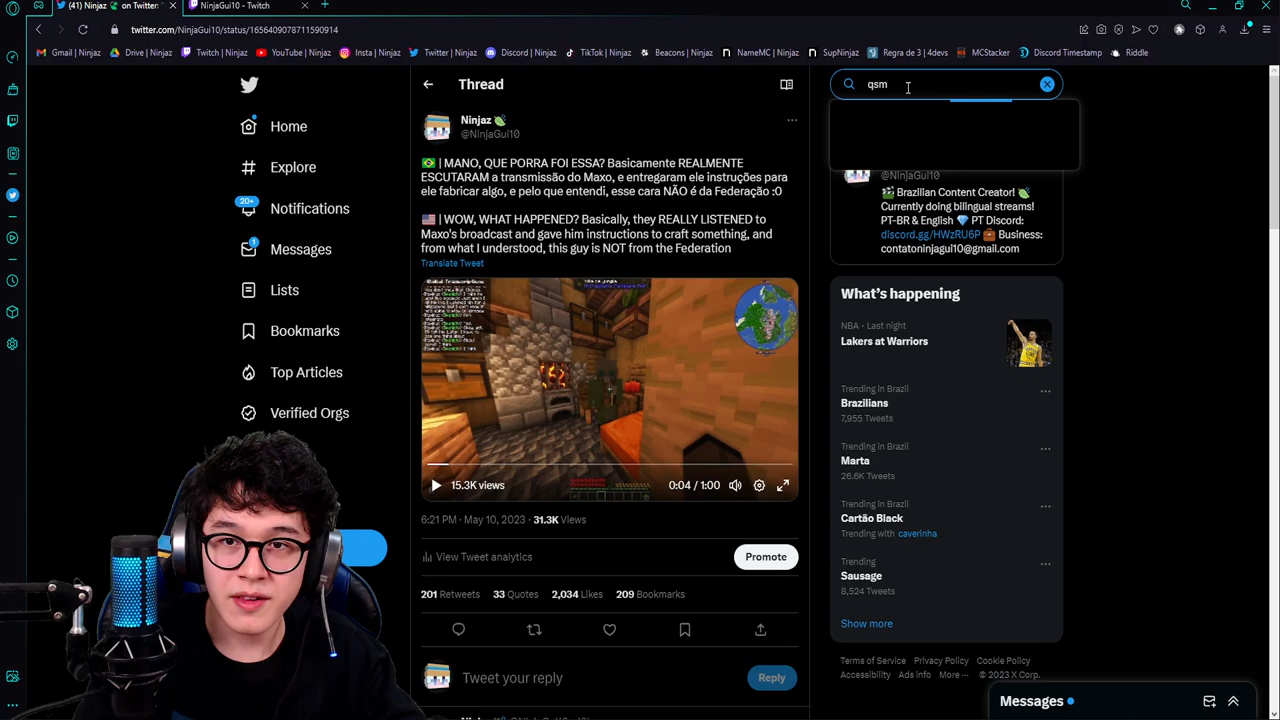 (41) Ninjaz on Twitter:
NinjaGui10 - Twitch
twitter.com/NinjaGui10/status/1656409078711590914
Gmail | Ninjaz
Drive | Ninjaz
Twitch | Ninjaz
YouTube | Ninjaz
Insta | Ninjaz
Twitter | Ninjaz
Discord | Ninjaz
TikTok | Ninjaz
Beacons | Ninjaz
NameMC | Ninjaz
SupNinjaz
Regra de 3 | 4devs
MCStacker
Discord Timestamp
Riddle
Home
Explore
20+
Notifications
1
Messages
Lists
Bookmarks
Top Articles
Verified Orgs
Thread
Ninjaz
@NinjaGui10
| MANO, QUE PORRA FOI ESSA? Basicamente REALMENTE
ESCUTARAM a transmissão do Maxo, e entregaram ele instruções para
ele fabricar algo, e pelo que entendi, esse cara NÃO é da Federação :0
| WOW, WHAT HAPPENED? Basically, they REALLY LISTENED to
Maxo's broadcast and gave him instructions to craft something, and
from what I understood, this guy is NOT from the Federation
Translate Tweet
15.3K views
0:04 / 1:00
6:21 PM · May 10, 2023 · 31.3K Views
View Tweet analytics
Promote
201 Retweets 33 Quotes 2,034 Likes 209 Bookmarks
Tweet your reply
Reply
Ninjaz
qsm
@NinjaGui10
Brazilian Content Creator!
Currently doing bilingual streams!
PT-BR & English PT Discord:
discord.gg/HWzRU6P Business:
contatoninjagui10@gmail.com
What's happening
NBA · Last night
Lakers at Warriors
Trending in Brazil
Brazilians
7,955 Tweets
Trending in Brazil
Marta
26.6K Tweets
Trending in Brazil
Cartão Black
Trending with caverinha
Trending
Sausage
8,524 Tweets
Show more
Terms of Service Privacy Policy Cookie Policy
Accessibility Ads info More ··· © 2023 X Corp.
Messages